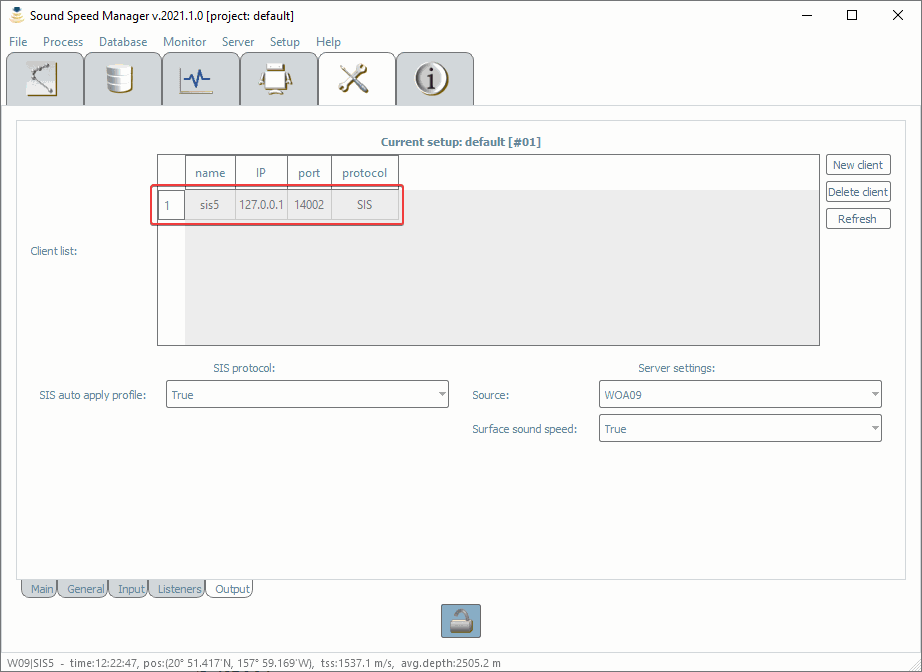 Sound Speed Manager v.2021.1.0 [project: default]
File Process Database Monitor Server Setup Help
Current setup: default [#01]
name IP port protocol
1 sis5 127.0.0.1 14002 SIS
New client
Delete client
Refresh
Client list:
SIS protocol: Server settings:
SIS auto apply profile: True Source: WOA09
Surface sound speed: True
Main General Input Listeners Output
W09|SIS5 - time:12:22:47, pos:(20° 51.417'N, 157° 59.169'W), tss:1537.1 m/s, avg.depth:2505.2 m